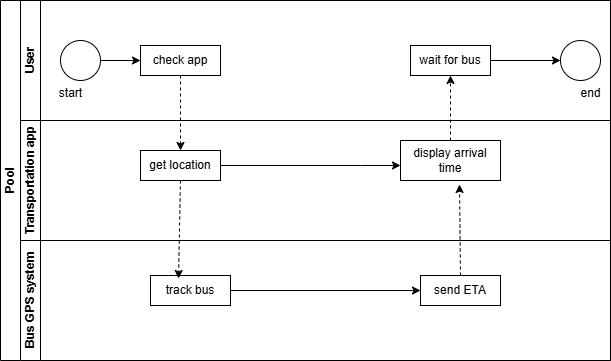 Pool
User
start
check app
wait for bus
end
Transportation app
get location
display arrival
time
Bus GPS system
track bus
send ETA